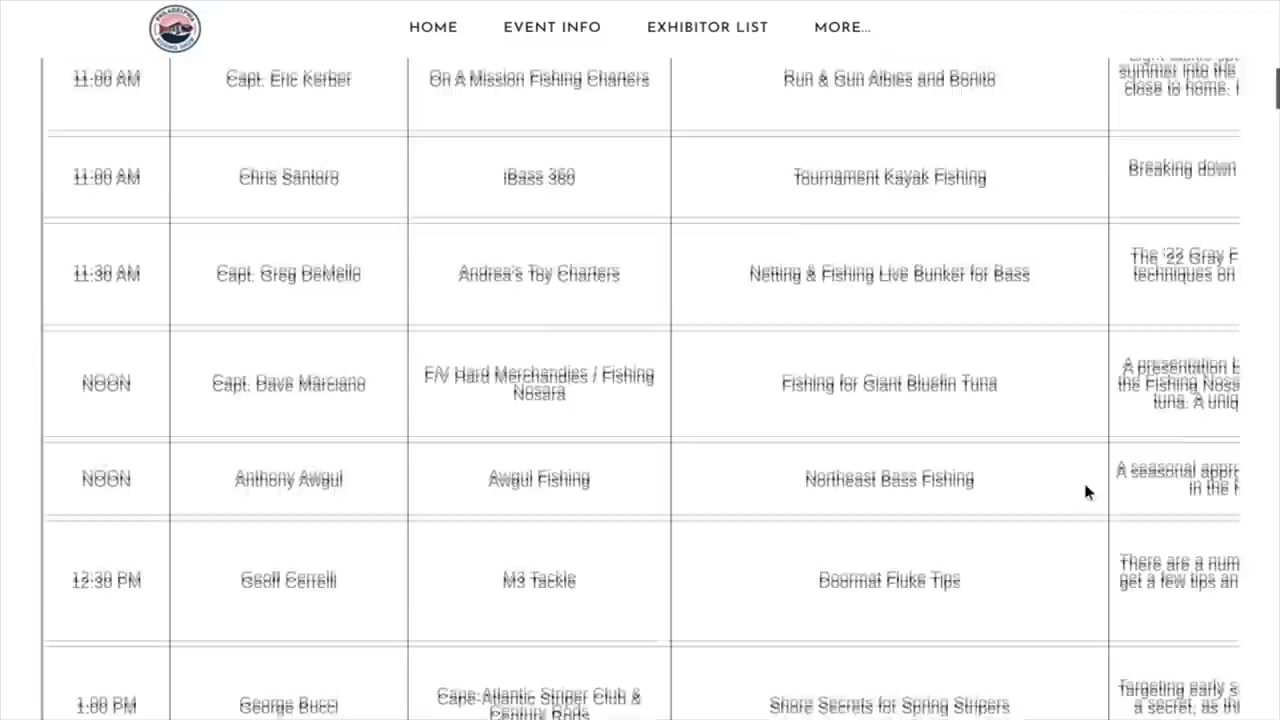 PHILADELPHIA
FISHING SHOW
HOME EVENT INFO EXHIBITOR LIST MORE...
11:00 AM Capt. Eric Kerber On A Mission Fishing Charters Run & Gun Albies and Bonito
summer into the
close to home.
11:00 AM Chris Santoro iBass 360 Tournament Kayak Fishing Breaking down
11:30 AM Capt. Greg DeMello Andrea's Toy Charters Netting & Fishing Live Bunker for Bass The '22 Gray F
techniques on
NOON Capt. Dave Marciano F/V Hard Merchandies / Fishing
Nosara Fishing for Giant Bluefin Tuna A presentation b
the Fishing Nosa
tuna. A uniq
NOON Anthony Awgul Awgul Fishing Northeast Bass Fishing A seasonal appr
in the
12:30 PM Geoff Cerrelli M3 Tackle Doormat Fluke Tips There are a num
get a few tips an
1:00 PM George Bucci Cape-Atlantic Striper Club &
Century Rods Shore Secrets for Spring Stripers Targeting early s
a secret, as th